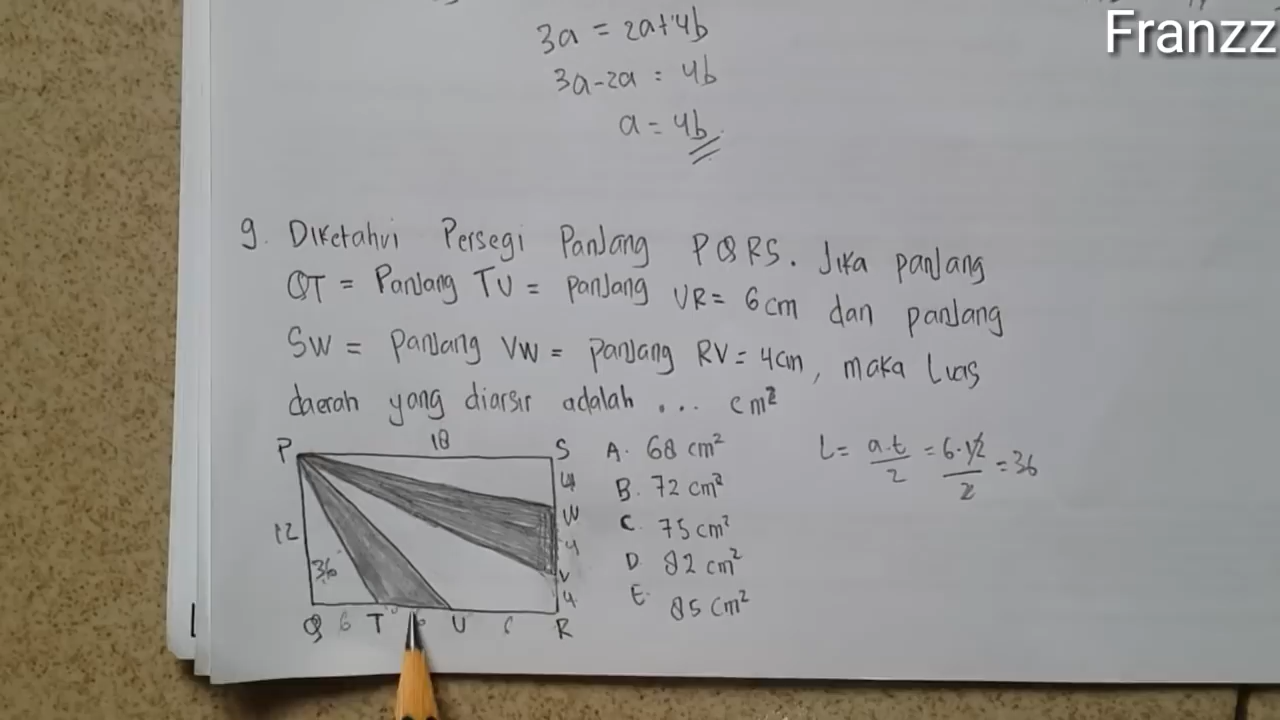 Franzz
3a = 2a + 4b
3a - 2a = 4b
a = 4b
9. Diketahui Persegi Panjang PQRS. Jika panjang
QT = Panjang TU = panjang UR = 6 cm dan panjang
SW = panjang VW = panjang RV = 4cm, maka luas
daerah yang diarsir adalah ... cm²
P 18 S
4
W
12 4
36 V
4
Q 6 T 6 U 6 R
A. 68 cm²
B. 72 cm²
C. 75 cm²
D. 82 cm²
E. 85 cm²
L = a.t/2 = 6.12/2 = 36